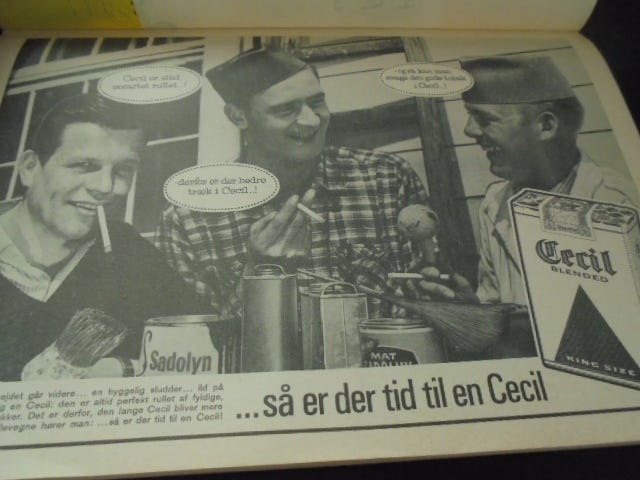 Cecil er altid
ensartet rullet..!
- og så kan man
smage den gode tobak
i Cecil..!
-derfor er der bedre
træk i Cecil..!
Cecil
BLENDED
KING SIZE
Sadolyn
MAT
...så er der tid til en Cecil
ejdet går videre... en hyggelig sludder... ild på
g en Cecil: den er altid perfekt rullet af fyldige,
kker. Det er derfor, den lange Cecil bliver mere
levegne hører man: ...så er der tid til en Cecil!